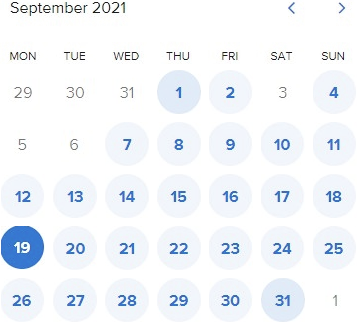 September 2021
MON TUE WED THU FRI SAT SUN
29 30 31 1 2 3 4
5 6 7 8 9 10 11
12 13 14 15 16 17 18
19 20 21 22 23 24 25
26 27 28 29 30 31 1